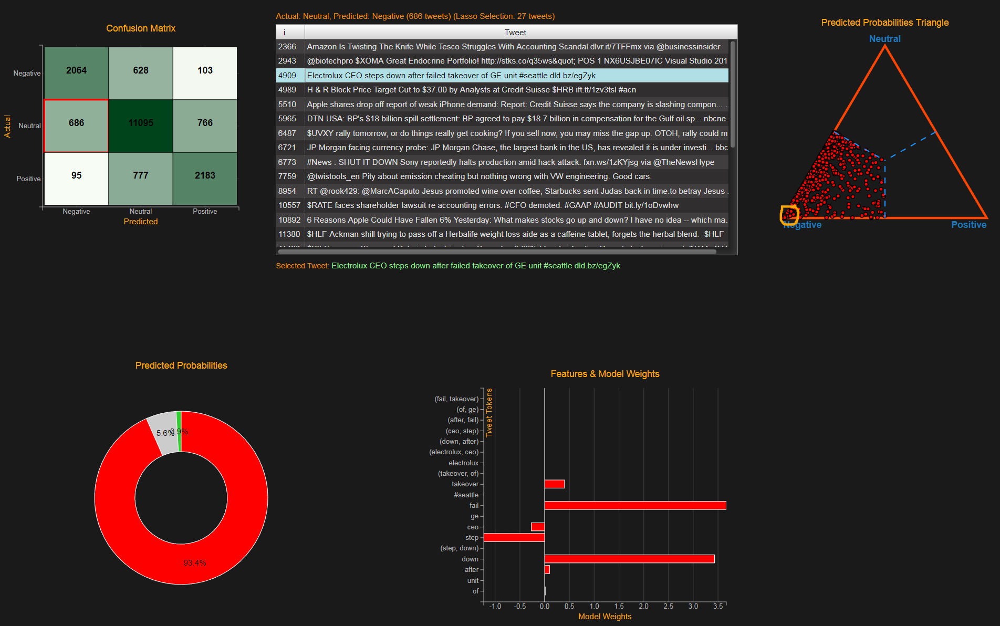 Confusion Matrix
Negative
Neutral
Positive
Actual
2064 628 103
686 11095 766
95 777 2183
Negative Neutral Positive
Predicted
Actual: Neutral, Predicted: Negative (686 tweets) (Lasso Selection: 27 tweets)
i Tweet
2366 Amazon Is Twisting The Knife While Tesco Struggles With Accounting Scandal dlvr.it/7TFFmx via @businessinsider
2943 @biotechpro $XOMA Great Endocrine Portfolio! http://stks.co/q35ws&quot; POS 1 NX6USJBE07IC Visual Studio 201
4909 Electrolux CEO steps down after failed takeover of GE unit #seattle dld.bz/egZyk
4989 H & R Block Price Target Cut to $37.00 by Analysts at Credit Suisse $HRB ift.tt/1zv3tsl #acn
5510 Apple shares drop off report of weak iPhone demand: Report: Credit Suisse says the company is slashing compon... .
5965 DTN USA: BP's $18 billion spill settlement: BP agreed to pay $18.7 billion in compensation for the Gulf oil sp... nbcne.
6487 $UVXY rally tomorrow, or do things really get cooking? If you sell now, you may miss the gap up. OTOH, rally could m
6721 JP Morgan facing currency probe: JP Morgan Chase, the largest bank in the US, has revealed it is under investi... bbc
6773 #News : SHUT IT DOWN Sony reportedly halts production amid hack attack: fxn.ws/1zKYjsg via @TheNewsHype
7759 @twistools_en Pity about emission cheating but nothing wrong with VW engineering. Good cars.
8954 RT @rook429: @MarcACaputo Jesus promoted wine over coffee, Starbucks sent Judas back in time.to betray Jesus .
10557 $RATE faces shareholder lawsuit re accounting errors. #CFO demoted. #GAAP #AUDIT bit.ly/1oDvwhw
10892 6 Reasons Apple Could Have Fallen 6% Yesterday: What makes stocks go up and down? I have no idea -- which ma.
11380 $HLF-Ackman shill trying to pass off a Herbalife weight loss aide as a caffeine tablet, forgets the herbal blend. -$HLF
Selected Tweet: Electrolux CEO steps down after failed takeover of GE unit #seattle dld.bz/egZyk
Predicted Probabilities Triangle
Neutral
Negative Positive
Predicted Probabilities
5.6% 0.9%
93.4%
Features & Model Weights
Tweet Tokens
(fail, takeover)
(of, ge)
(after, fail)
(ceo, step)
(down, after)
(electrolux, ceo)
electrolux
(takeover, of)
takeover
#seattle
fail
ge
ceo
step
(step, down)
down
after
unit
of
-1.0 -0.5 0.0 0.5 1.0 1.5 2.0 2.5 3.0 3.5
Model Weights